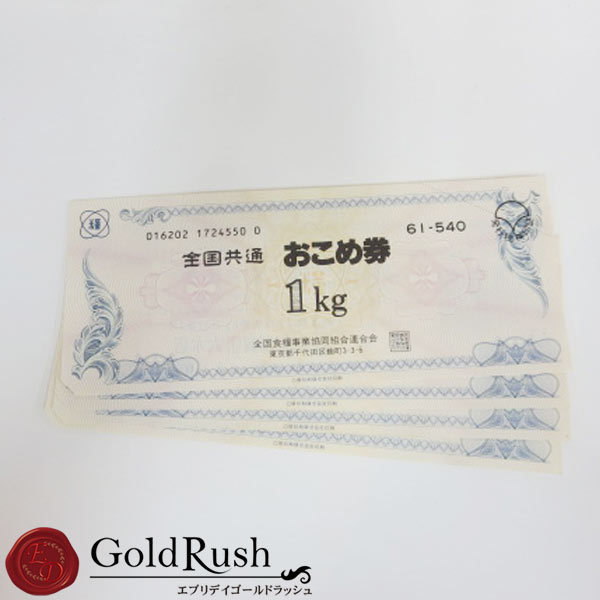 016202 1724550 0
61-540
全国共通 おこめ券
1kg
全国食糧事業協同組合連合会
東京都千代田区麹町3-3-6
ED
GoldRush
エブリデイゴールドラッシュ